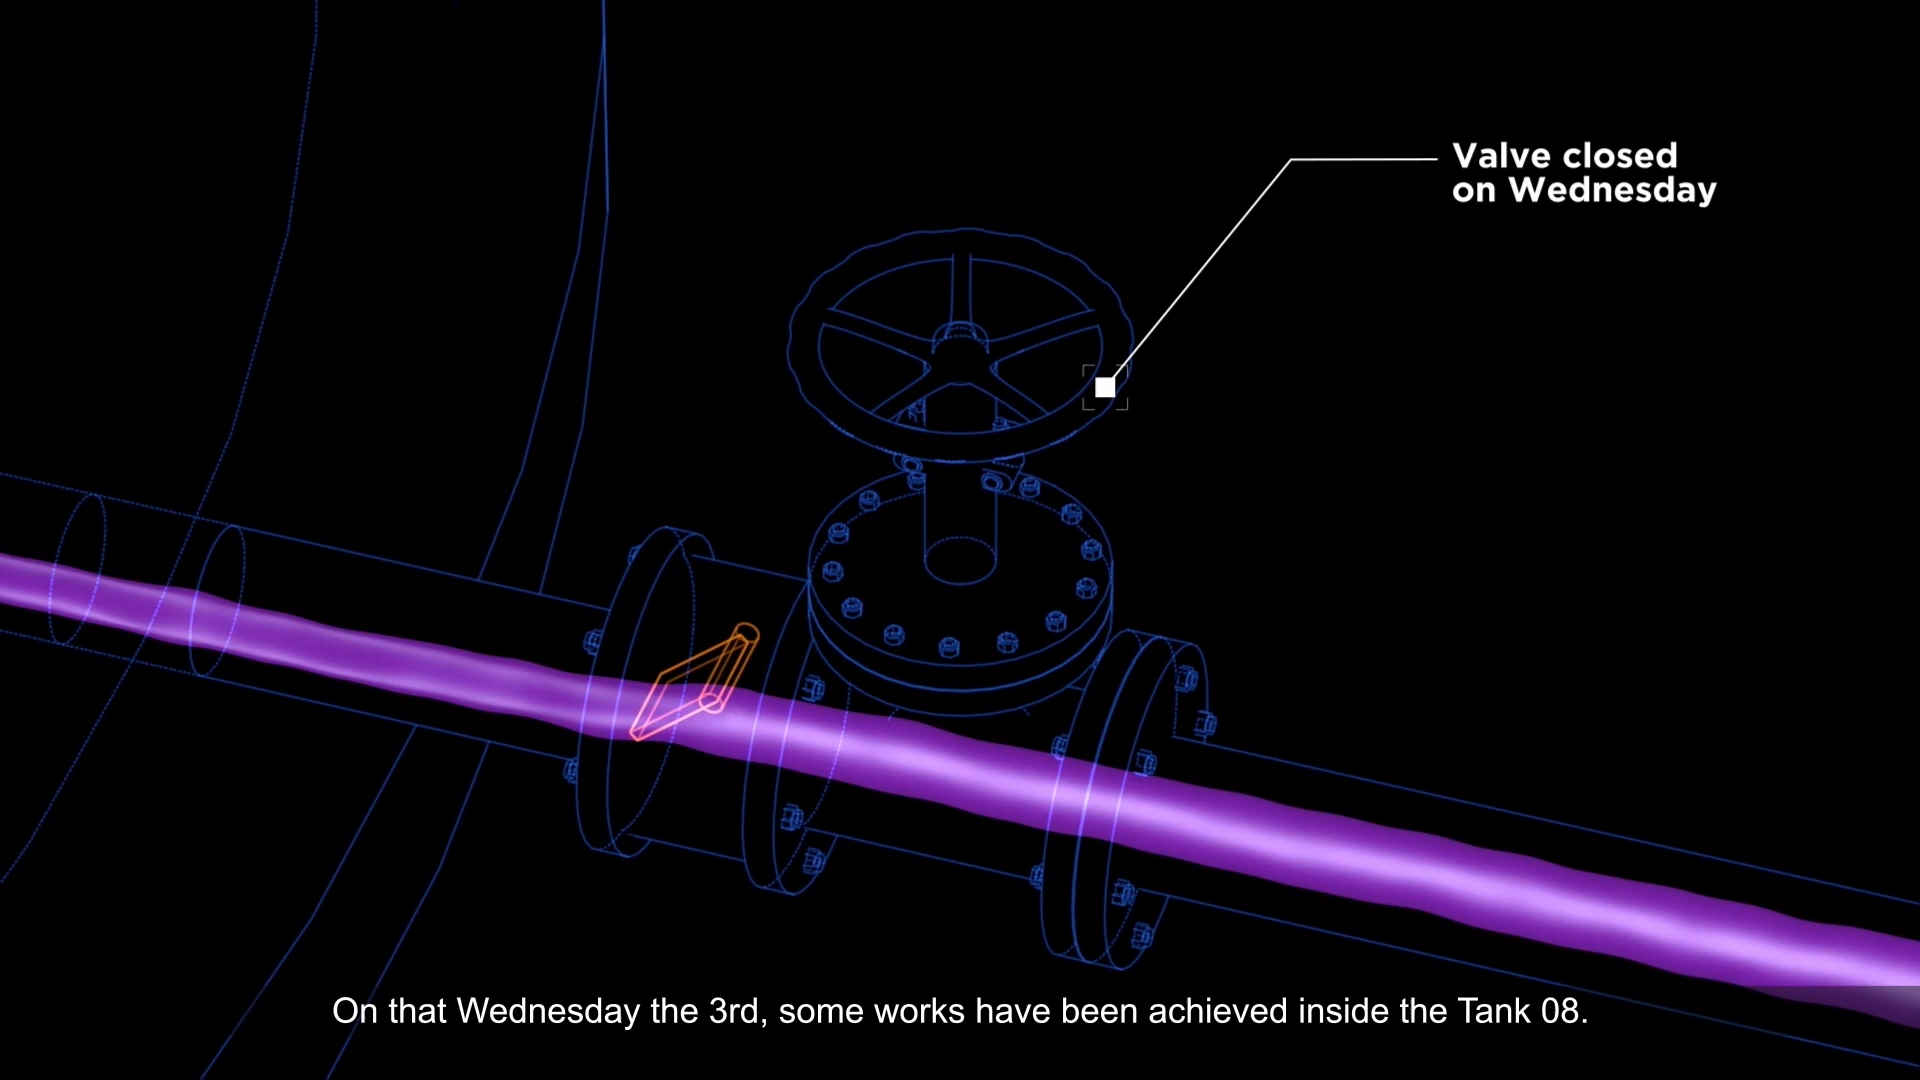 Valve closed
on Wednesday
On that Wednesday the 3rd, some works have been achieved inside the Tank 08.